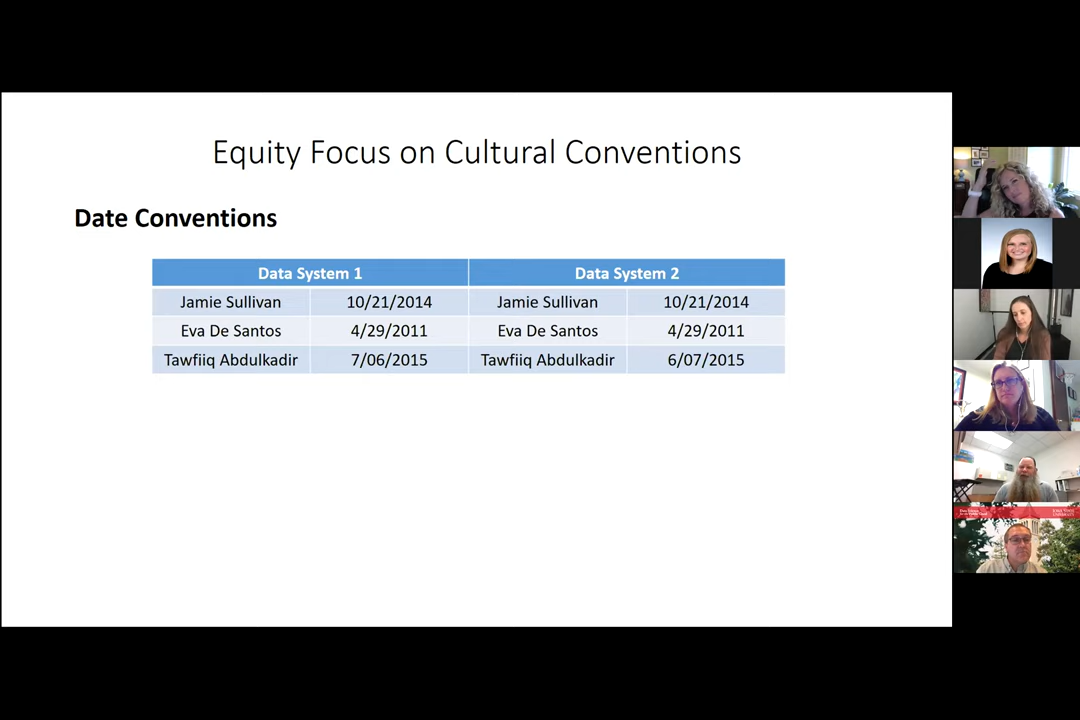 Equity Focus on Cultural Conventions
Date Conventions
Data System 1 Data System 2
Jamie Sullivan 10/21/2014 Jamie Sullivan 10/21/2014
Eva De Santos 4/29/2011 Eva De Santos 4/29/2011
Tawfiiq Abdulkadir 7/06/2015 Tawfiiq Abdulkadir 6/07/2015